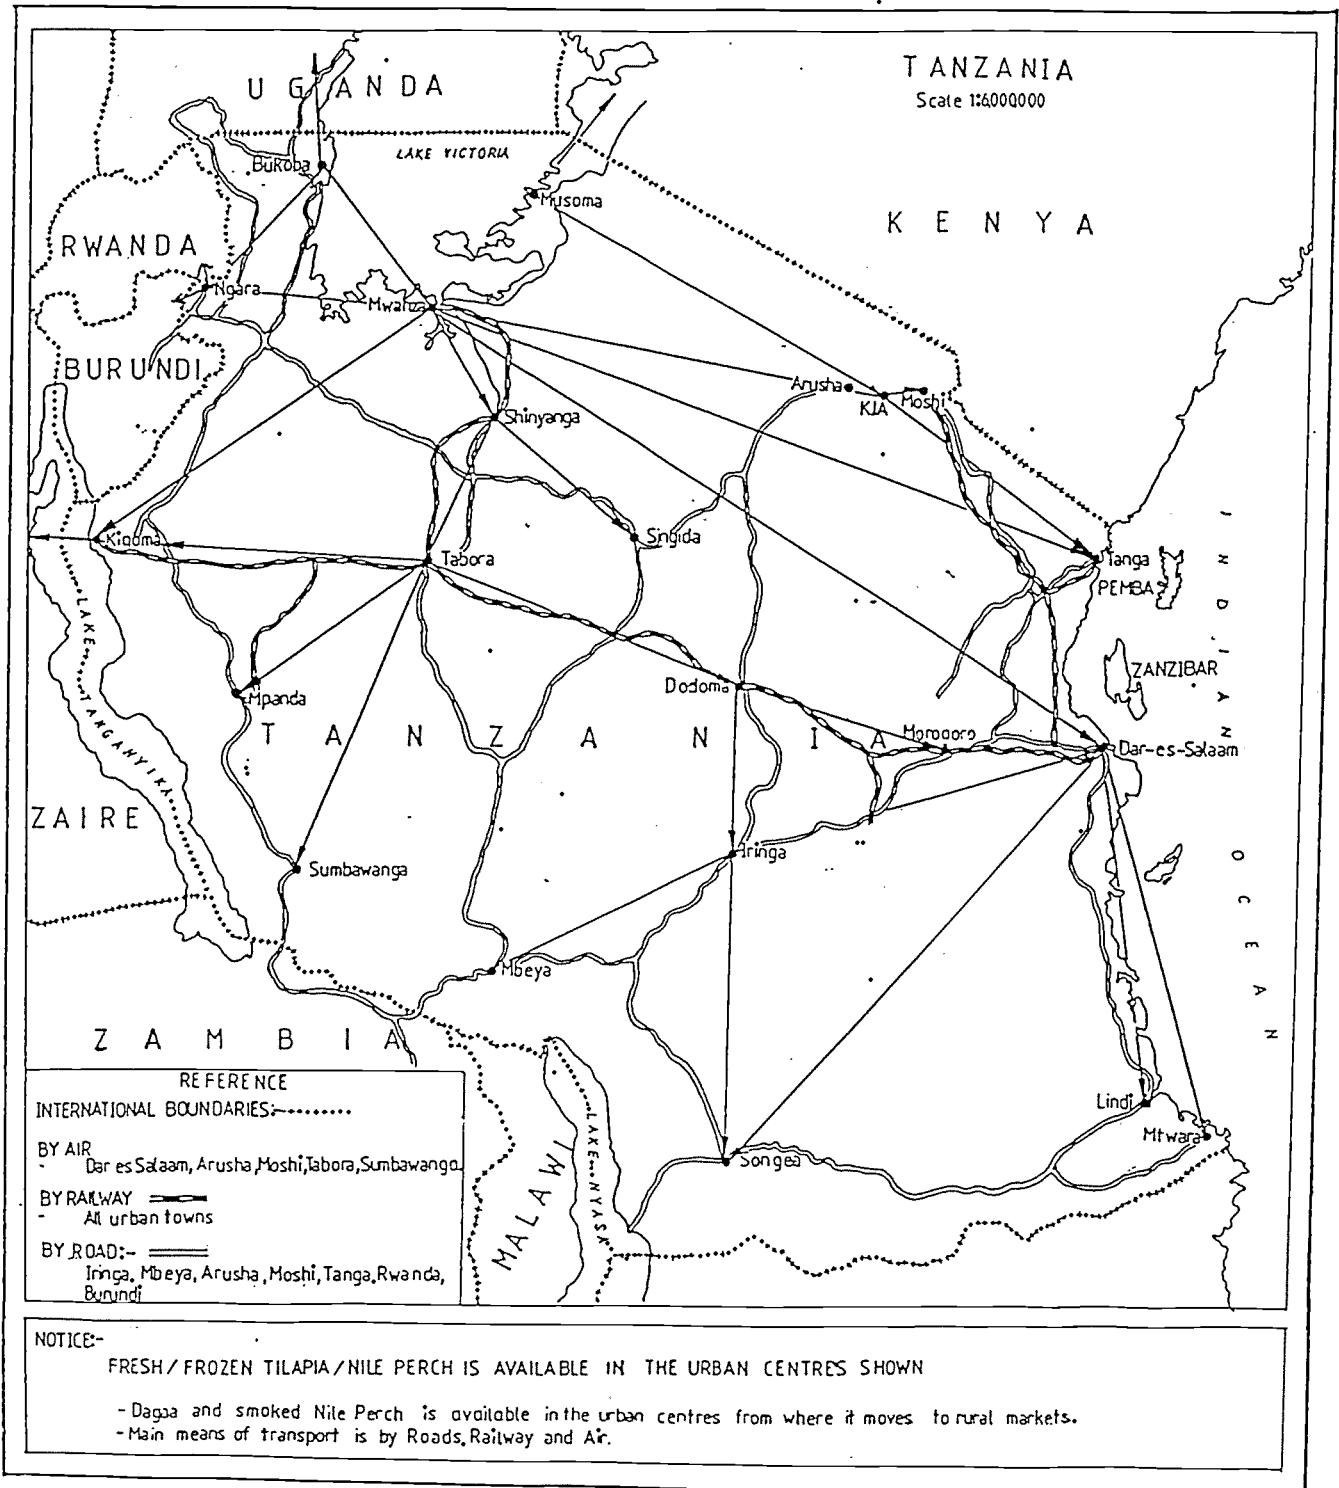 TANZANIA
Scale 1:6,000000
UGANDA
LAKE VICTORIA
Bukoba
Musoma
KENYA
RWANDA
Ngara
Mwanza
BURUNDI
Arusha
KIA
Moshi
Shinyanga
Kigoma
Singida
Tabora
Tanga
PEMBA
INDIAN
LAKE TANGANYIKA
ZANZIBAR
Mpanda
Dodoma
TANZANIA
Morogoro
Dar-es-Salaam
ZAIRE
Iringa
Sumbawanga
OCEAN
Mbeya
ZAMBIA
Lindi
Mtwara
Songea
MALAWI
LAKE NYASA
REFERENCE
INTERNATIONAL BOUNDARIES:-
BY AIR
- Dar es Salaam, Arusha, Moshi, Tabora, Sumbawanga
BY RAILWAY
- All urban towns
BY ROAD:-
Iringa, Mbeya, Arusha, Moshi, Tanga, Rwanda,
Burundi
NOTICE:-
FRESH/FROZEN TILAPIA/NILE PERCH IS AVAILABLE IN THE URBAN CENTRES SHOWN
- Dagaa and smoked Nile Perch is available in the urban centres from where it moves to rural markets.
- Main means of transport is by Roads, Railway and Air.